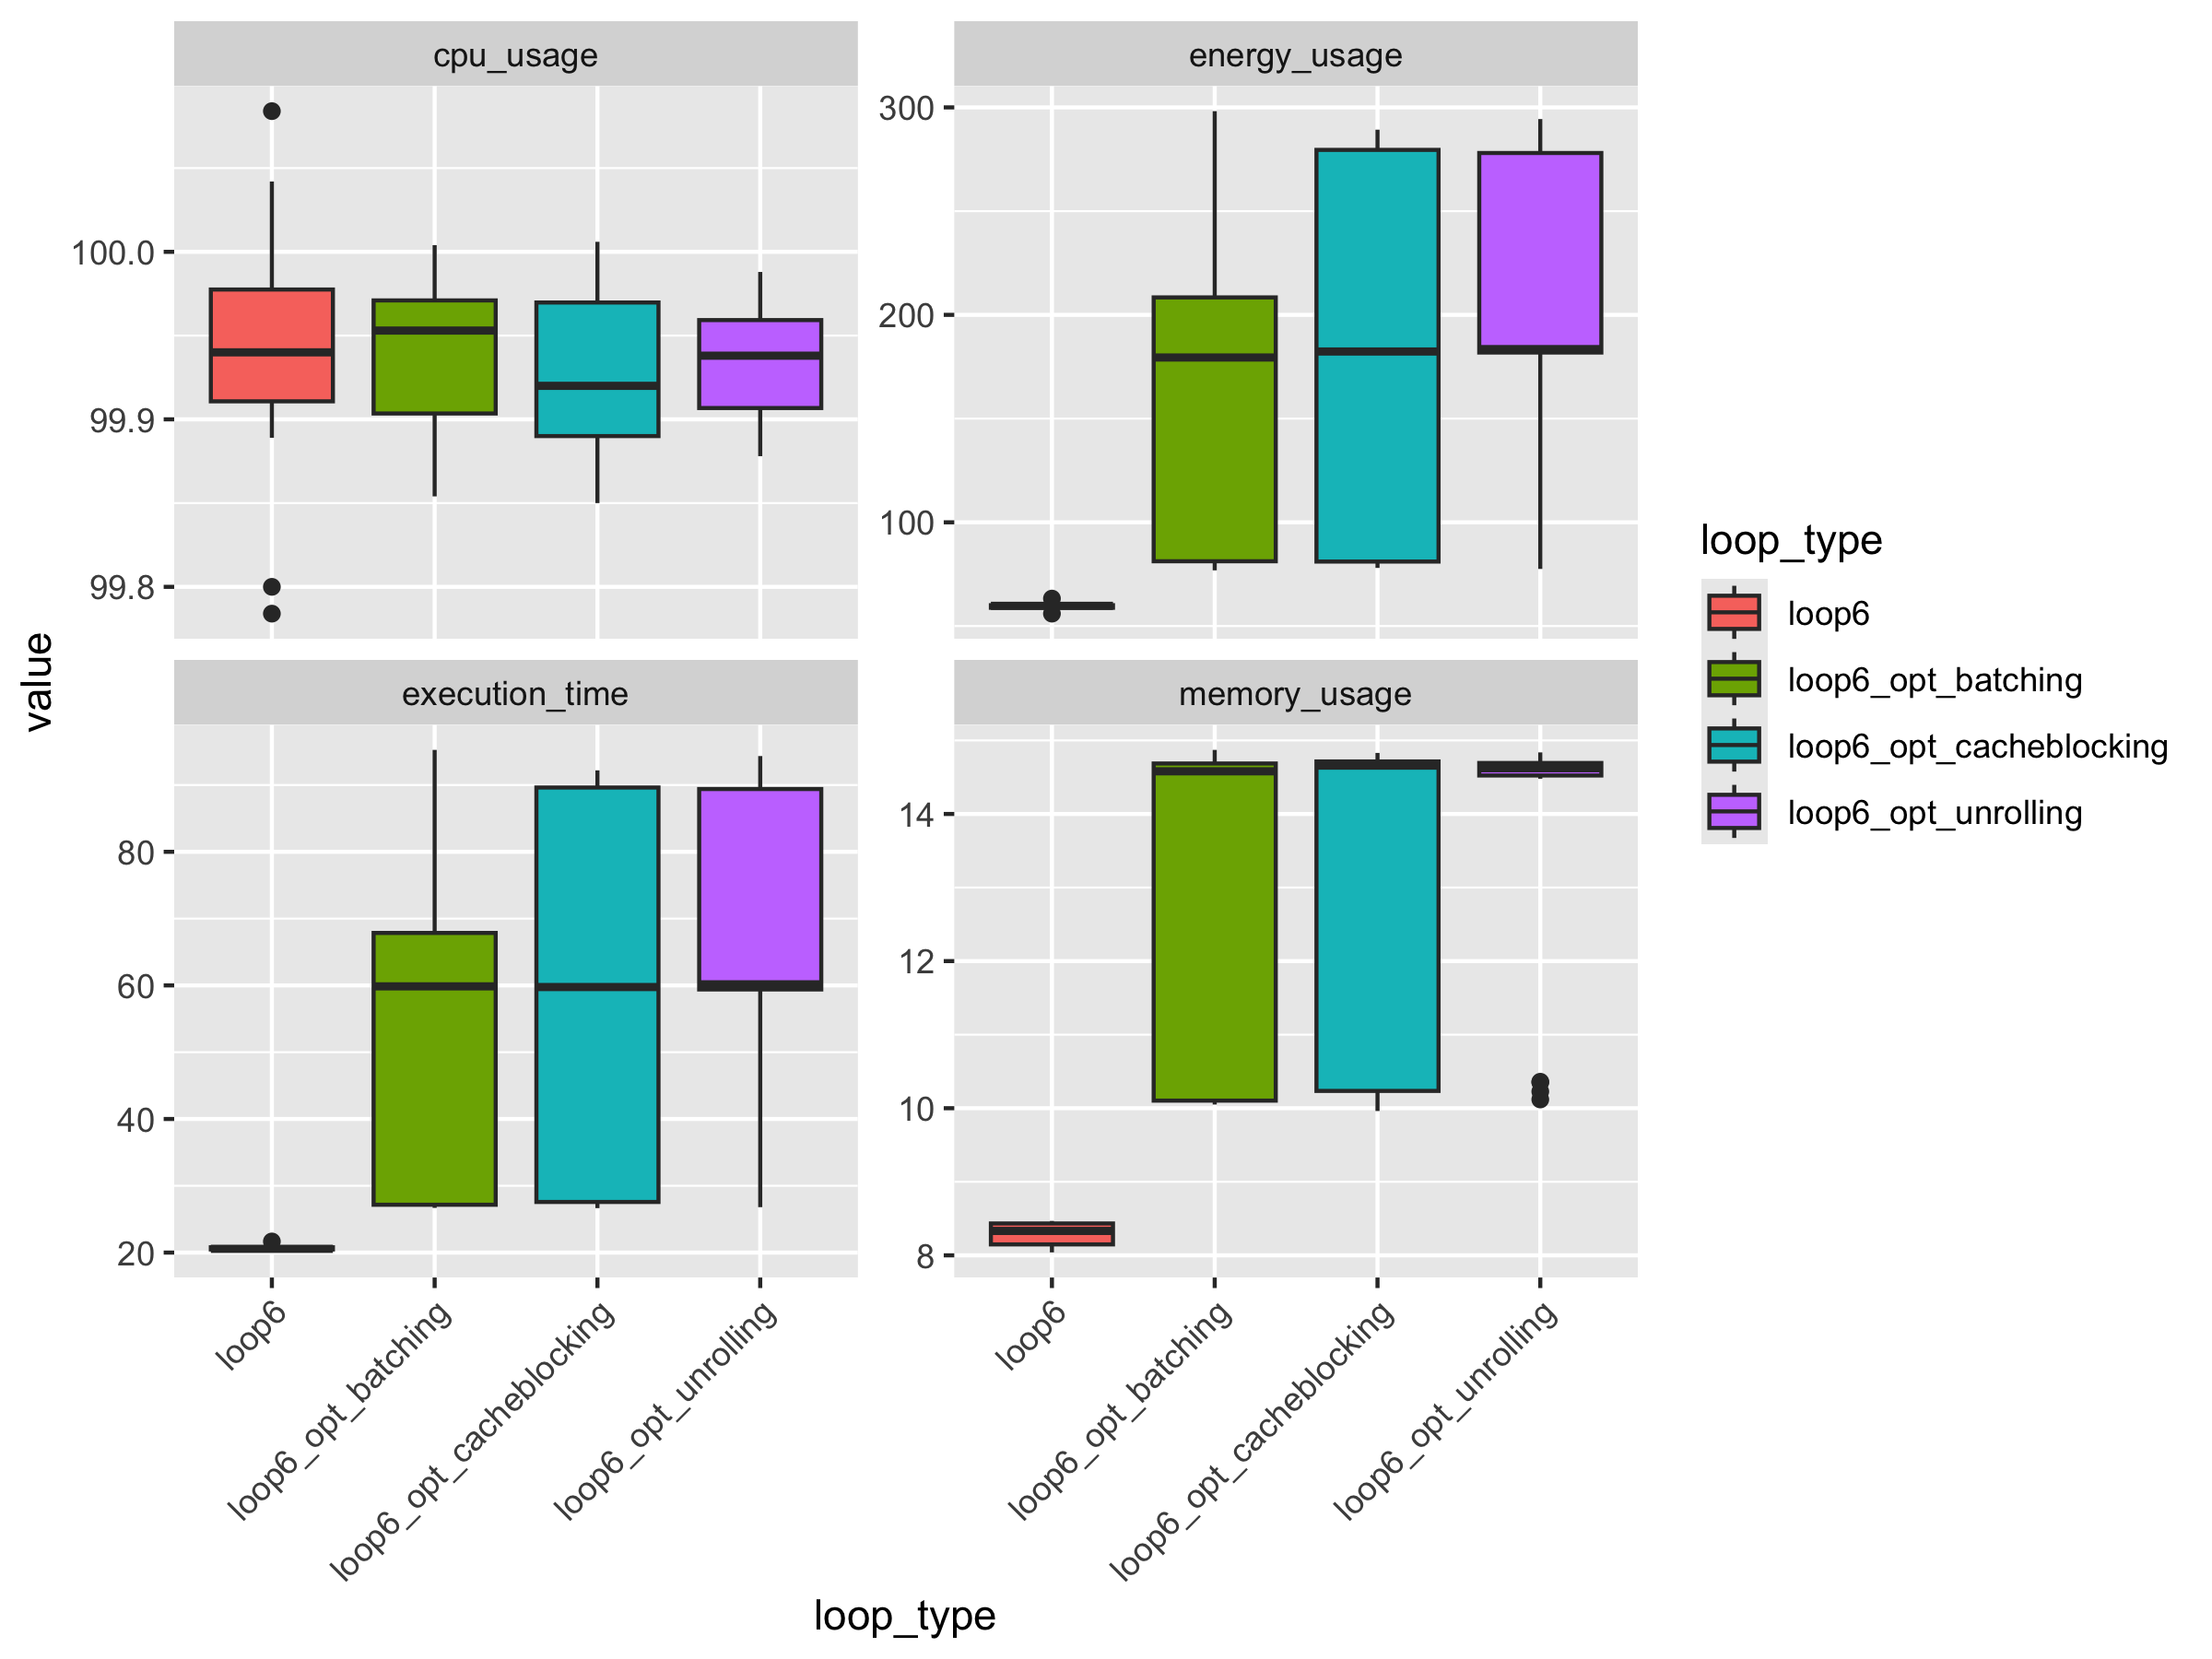 cpu_usage
energy_usage
100.0
99.9
99.8
300
200
100
execution_time
memory_usage
80
60
40
20
14
12
10
8
value
loop6
loop6_opt_batching
loop6_opt_cacheblocking
loop6_opt_unrolling
loop6
loop6_opt_batching
loop6_opt_cacheblocking
loop6_opt_unrolling
loop_type
loop_type
loop6
loop6_opt_batching
loop6_opt_cacheblocking
loop6_opt_unrolling